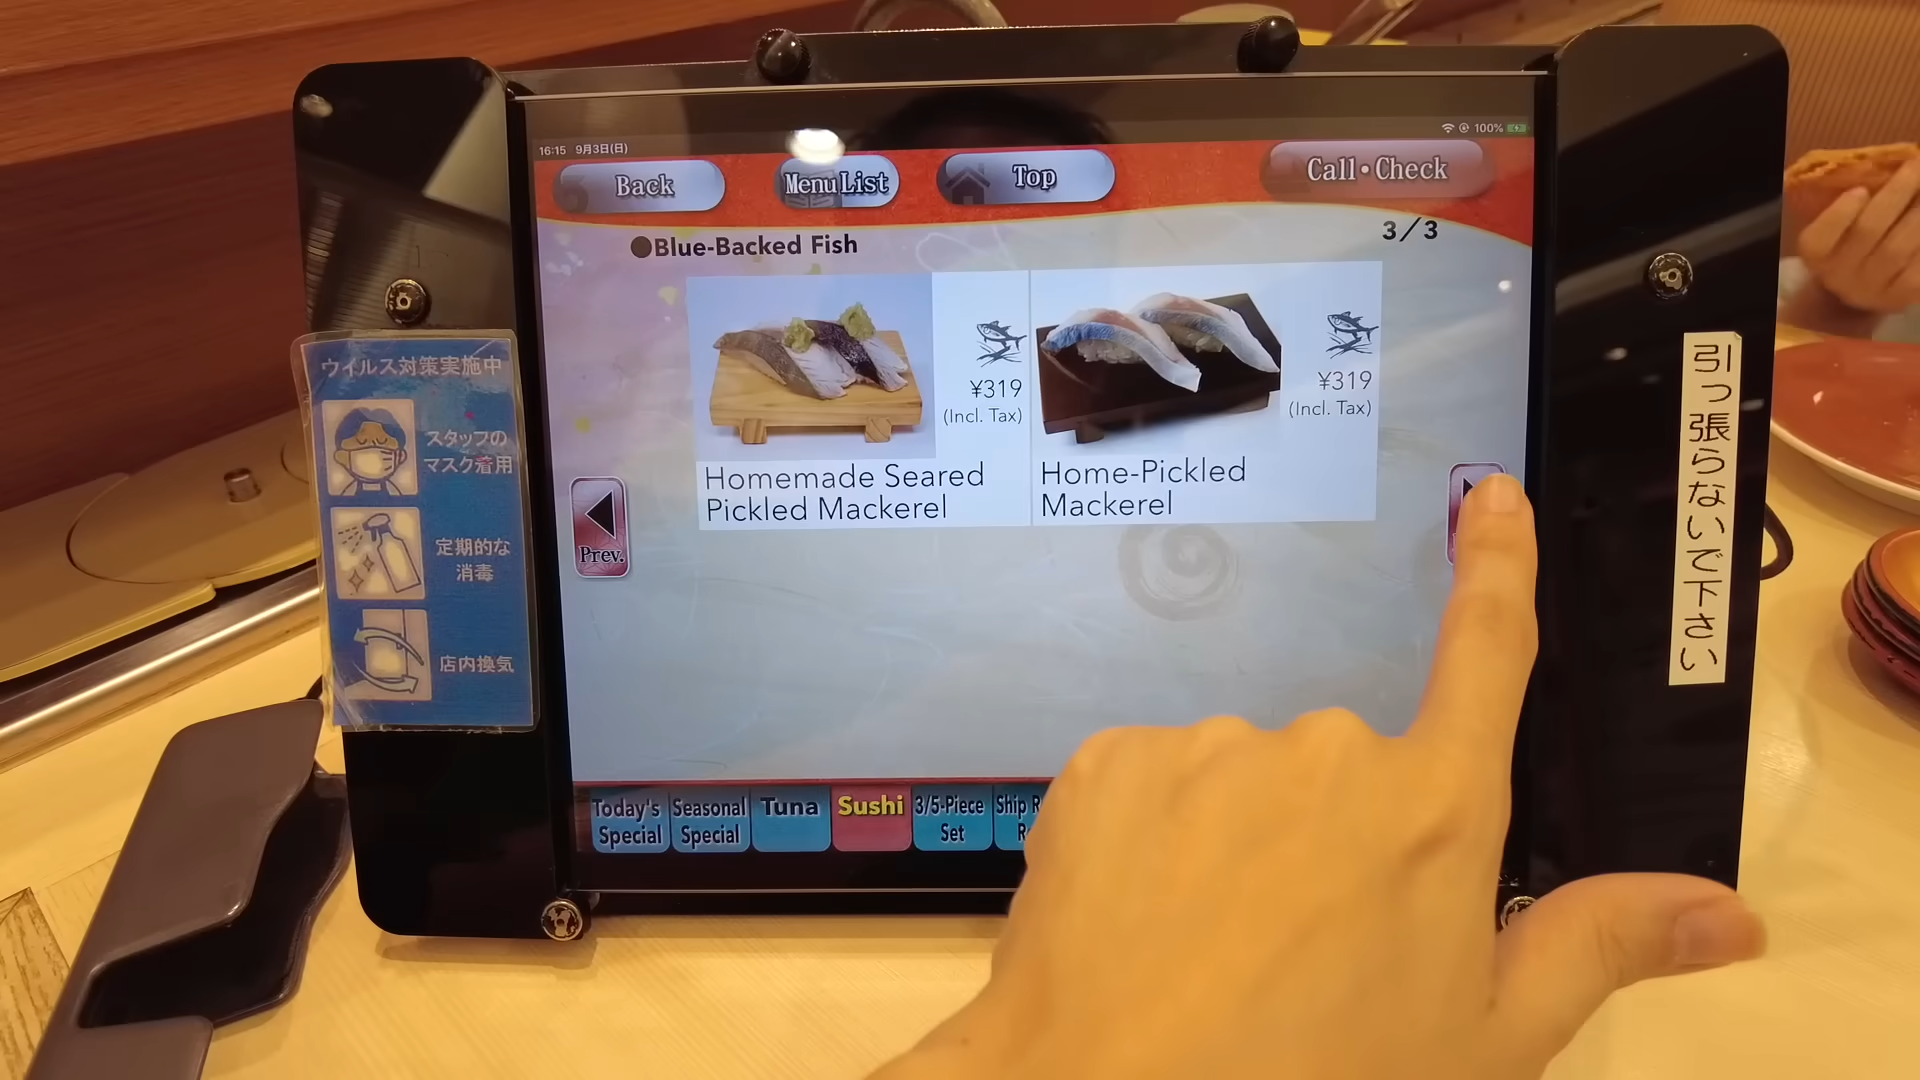 16:15 9月3日(日)
100%
Back
Menu List
Top
Call・Check
●Blue-Backed Fish
3/3
¥319
(Incl. Tax)
Homemade Seared
Pickled Mackerel
¥319
(Incl. Tax)
Home-Pickled
Mackerel
Prev.
Today's
Special
Seasonal
Special
Tuna
Sushi
3/5-Piece
Set
Ship
ウイルス対策実施中
スタッフの
マスク着用
定期的な
消毒
店内換気
引っ張らないで下さい